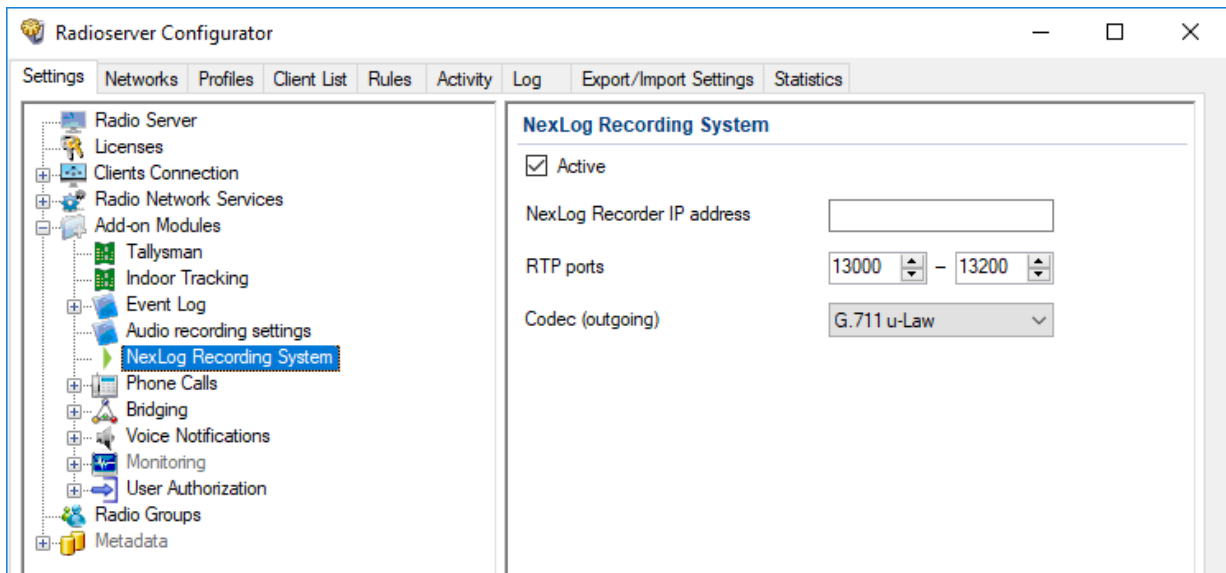 Radioserver Configurator
Settings Networks Profiles Client List Rules Activity Log Export/Import Settings Statistics
Radio Server
Licenses
Clients Connection
Radio Network Services
Add-on Modules
Tallysman
Indoor Tracking
Event Log
Audio recording settings
NexLog Recording System
Phone Calls
Bridging
Voice Notifications
Monitoring
User Authorization
Radio Groups
Metadata
NexLog Recording System
Active
NexLog Recorder IP address
RTP ports 13000 – 13200
Codec (outgoing) G.711 u-Law